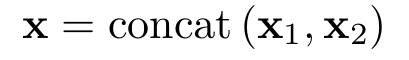 x = concat (x₁, x₂)